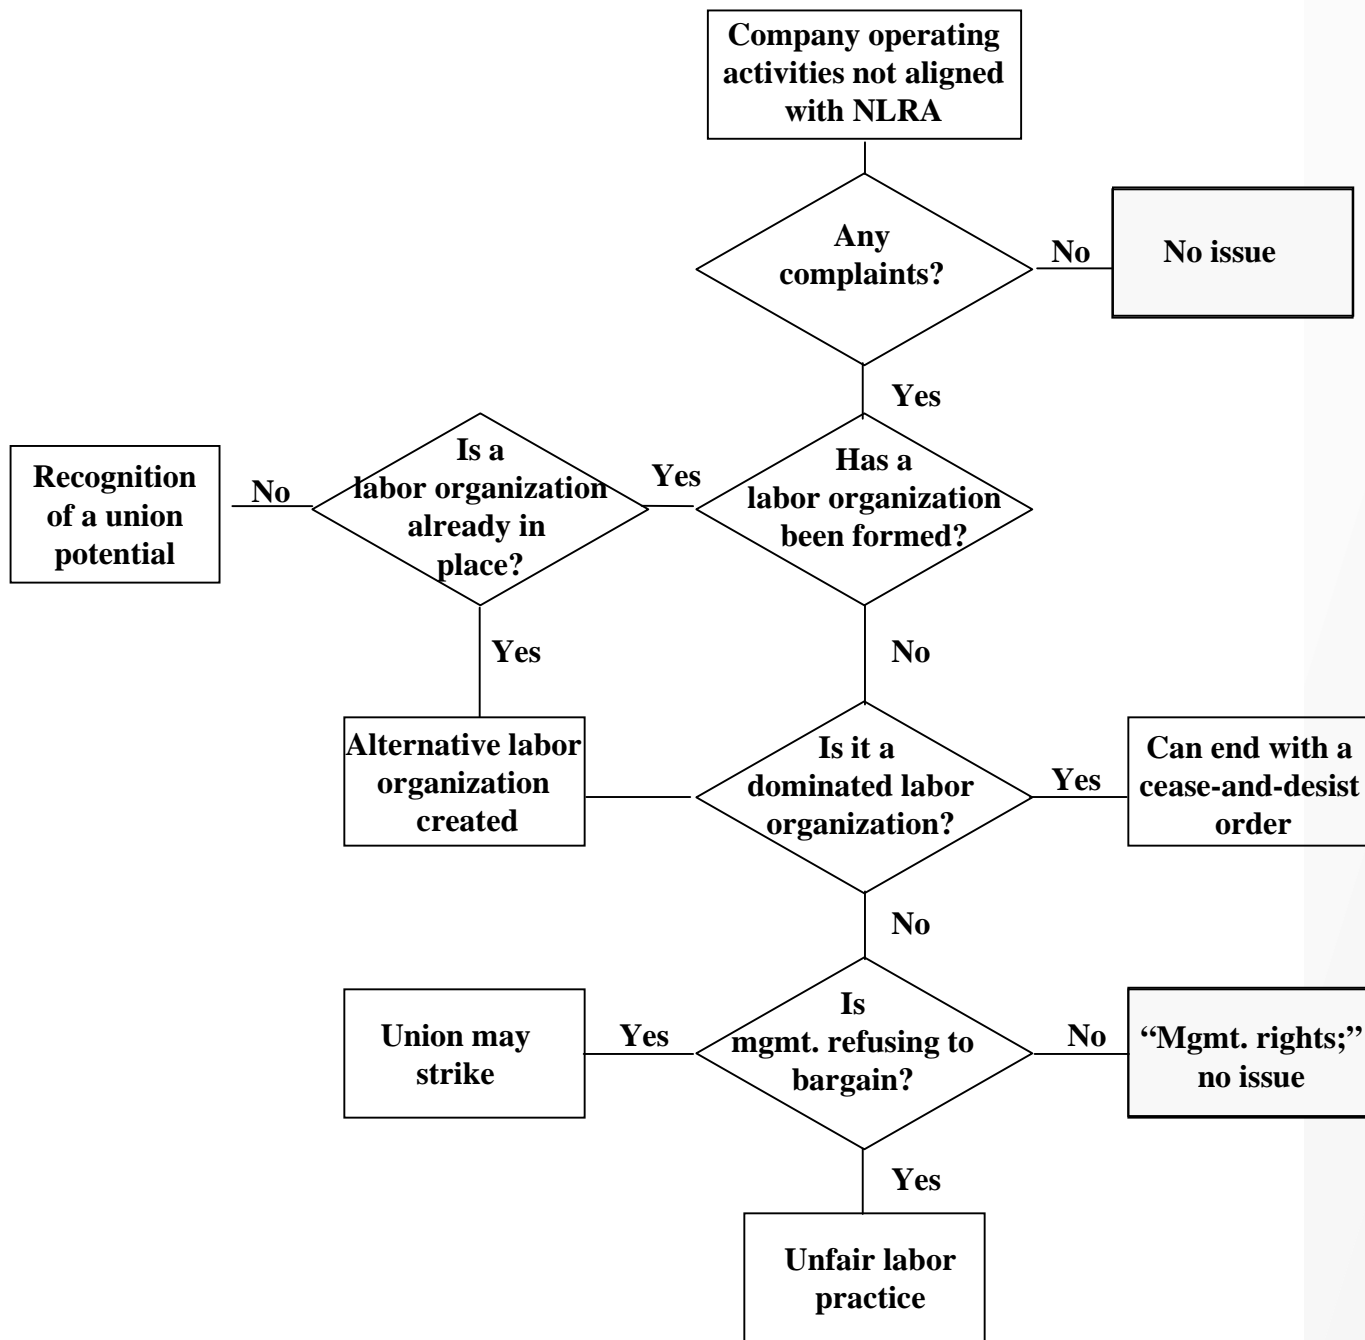 Company operating
activities not aligned
with NLRA
Any
complaints?
No
No issue
Yes
Recognition
of a union
potential
No
Is a
labor organization
already in
place?
Yes
Has a
labor organization
been formed?
Yes
No
Alternative labor
organization
created
Is it a
dominated labor
organization?
Yes
Can end with a
cease-and-desist
order
No
Union may
strike
Yes
Is
mgmt. refusing to
bargain?
No
“Mgmt. rights;”
no issue
Yes
Unfair labor
practice